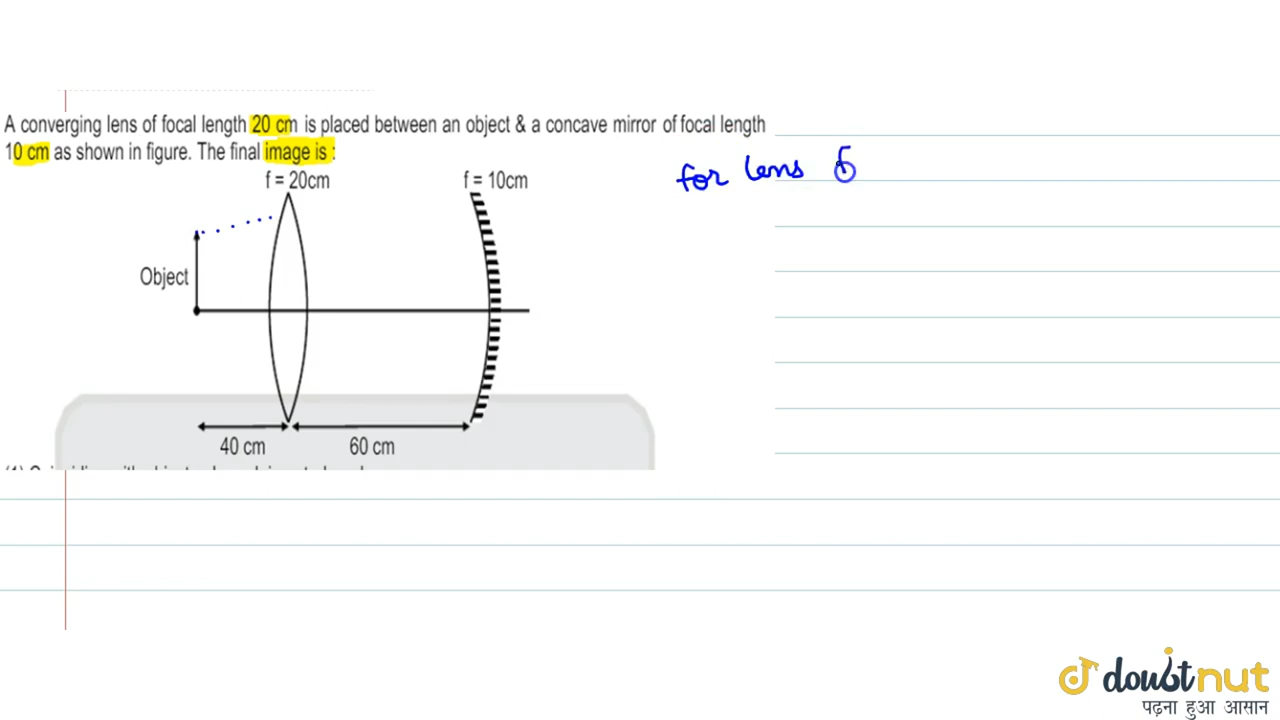 A converging lens of focal length 20 cm is placed between an object & a concave mirror of focal length
10 cm as shown in figure. The final image is :
for lens f
f = 20cm
f = 10cm
Object
40 cm
60 cm
doubtnut
पढ़ना हुआ आसान